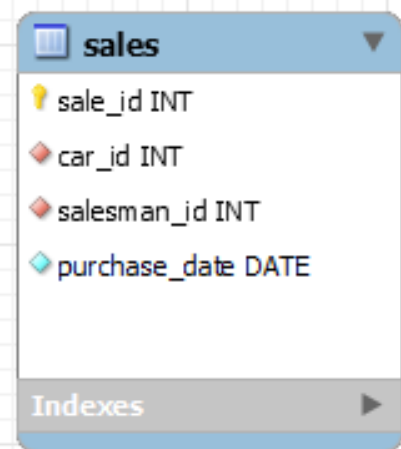 sales
sale_id INT
car_id INT
salesman_id INT
purchase_date DATE
Indexes